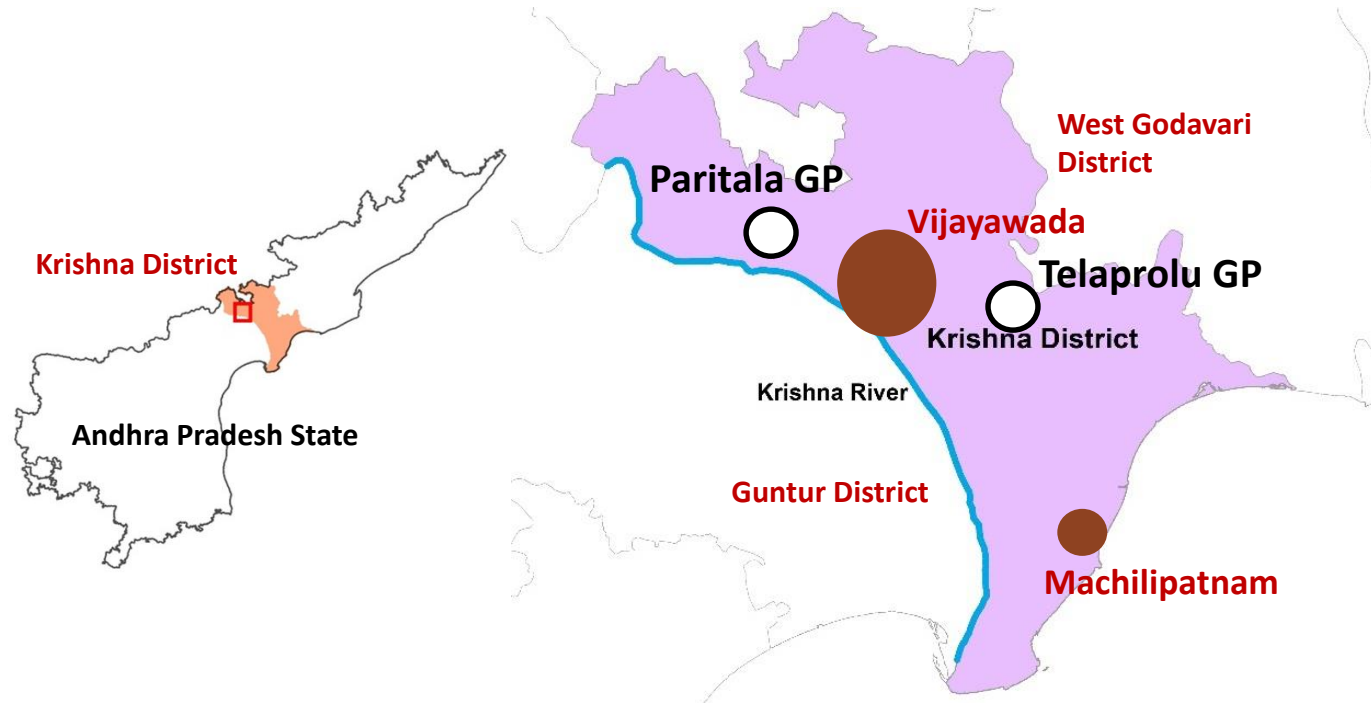 Krishna District
Andhra Pradesh State
West Godavari
District
Paritala GP
Vijayawada
Telaprolu GP
Krishna District
Krishna River
Guntur District
Machilipatnam